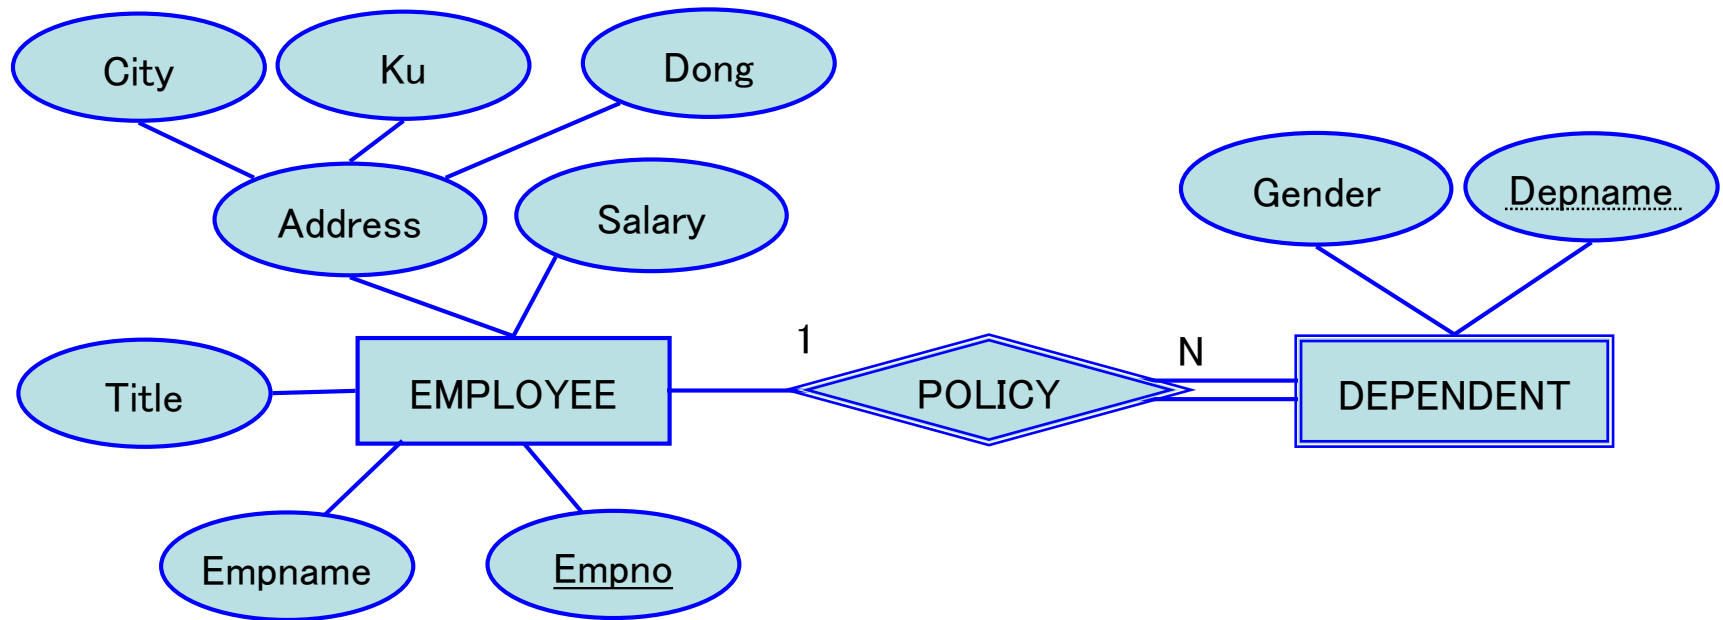 City
Ku
Dong
Address
Salary
Gender
Depname
Title
EMPLOYEE
1
POLICY
N
DEPENDENT
Empname
Empno